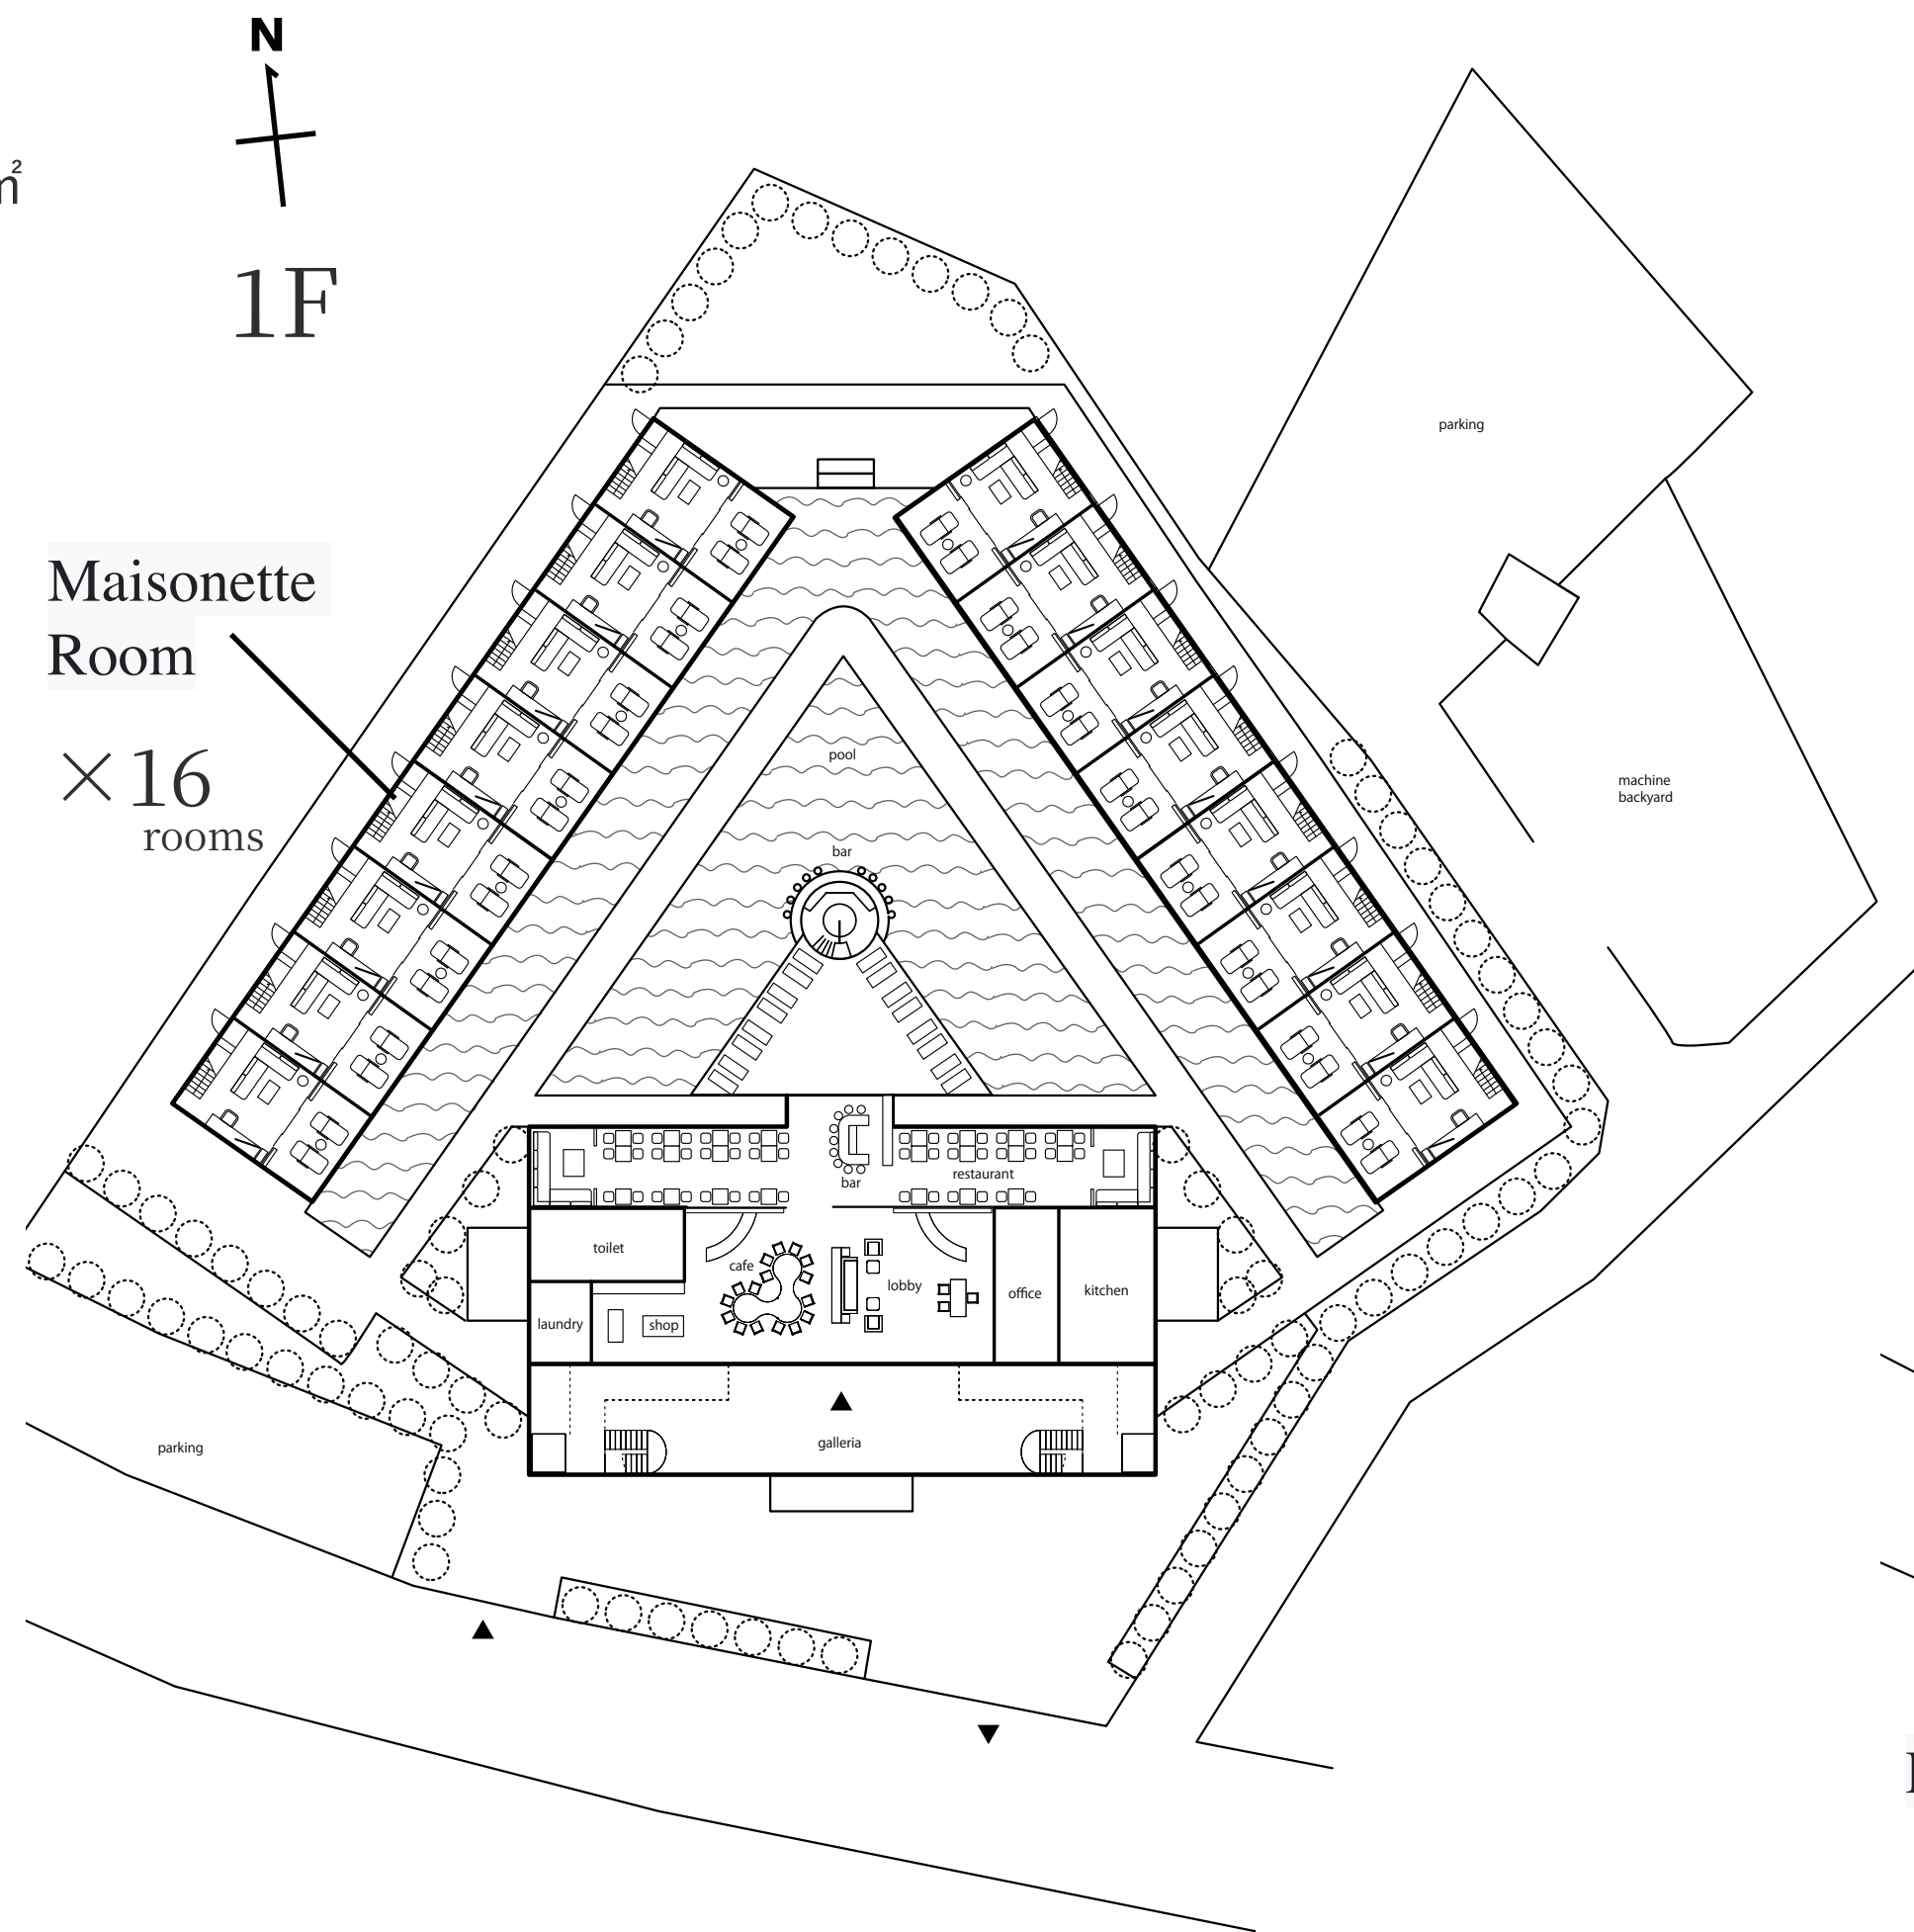 N
m²
1F
Maisonette
Room
×16
rooms
parking
machine
backyard
pool
bar
bar
restaurant
toilet
cafe
lobby
office
kitchen
laundry
shop
galleria
parking